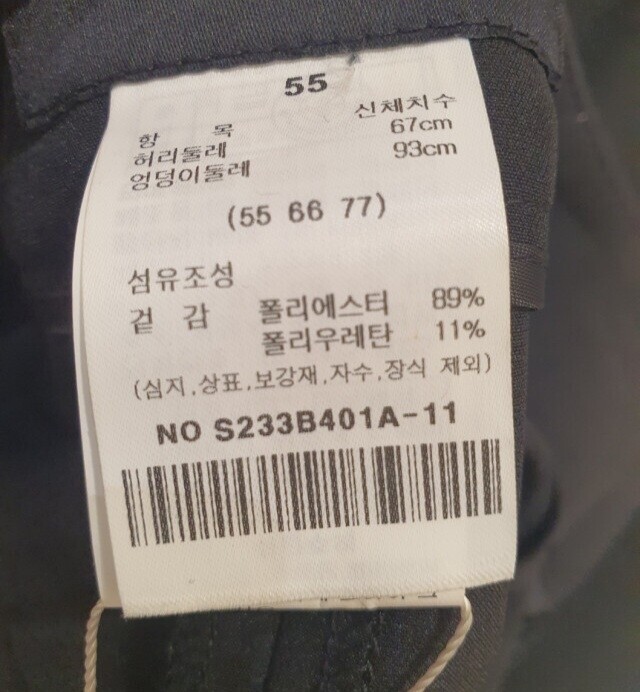 55
항 목 신체치수
허리둘레 67cm
엉덩이둘레 93cm
(55 66 77)
섬유조성
겉 감 폴리에스터 89%
폴리우레탄 11%
(심지,상표,보강재,자수,장식 제외)
NO S233B401A-11